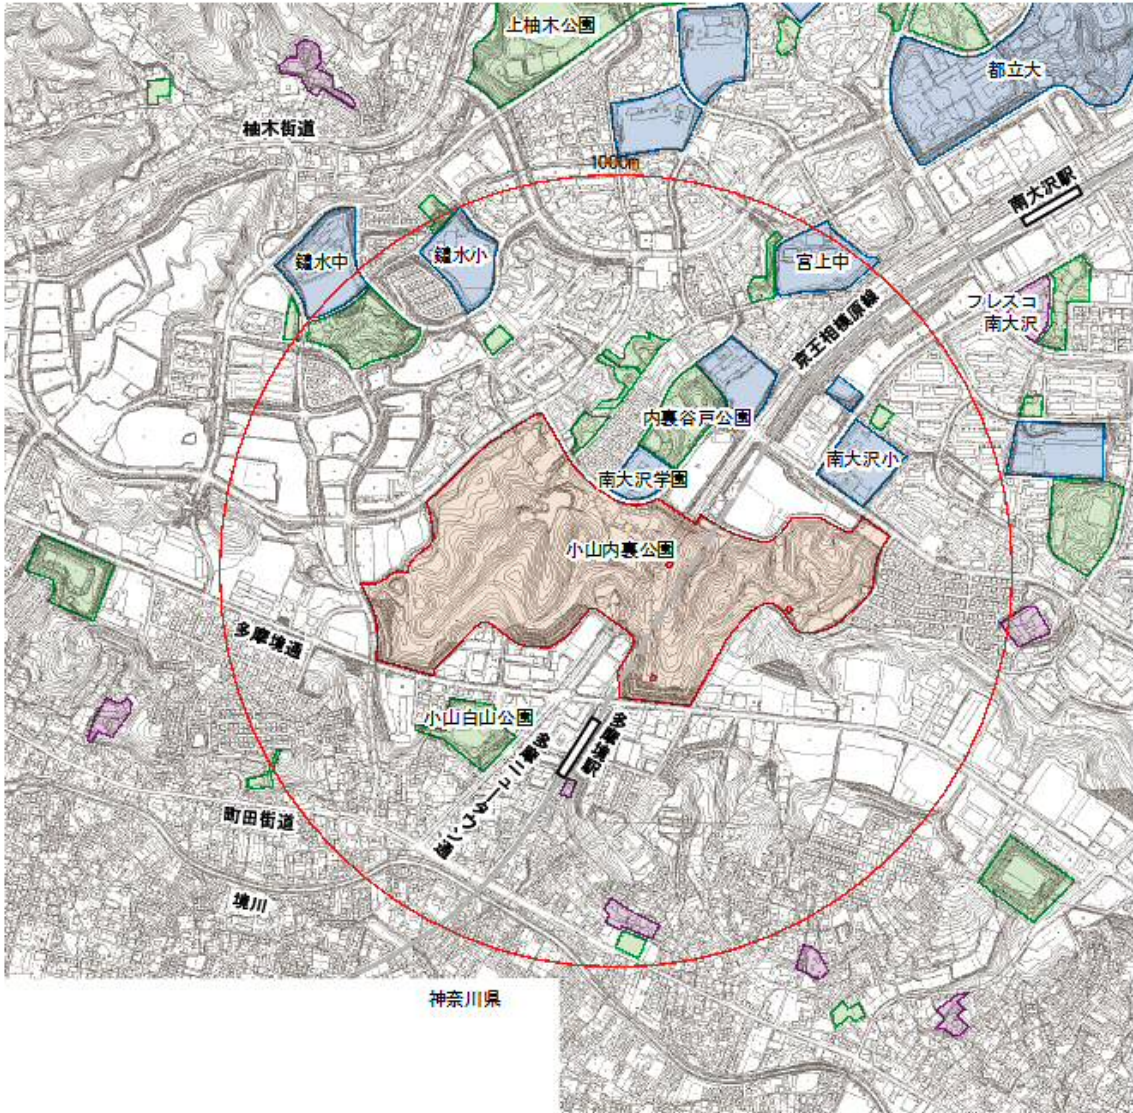 上柚木公園
都立大
柚木街道
1000m
南大沢駅
鑓水中
鑓水小
宮上中
フレスコ
南大沢
京王相模原線
内裏谷戸公園
南大沢小
南大沢学園
小山内裏公園
多摩境通
小山白山公園
多摩境駅
多摩ニュータウン通
町田街道
境川
神奈川県